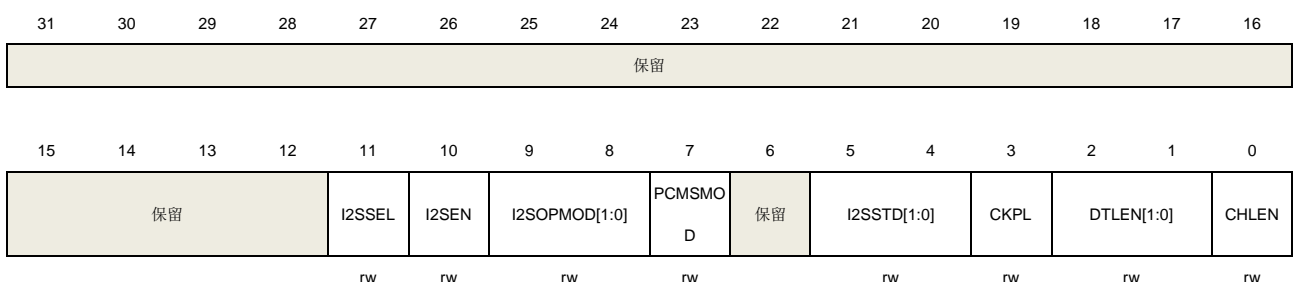 31 30 29 28 27 26 25 24 23 22 21 20 19 18 17 16
保留
15 14 13 12 11 10 9 8 7 6 5 4 3 2 1 0
保留 I2SSEL I2SEN I2SOPMOD[1:0] PCMSMO
D 保留 I2SSTD[1:0] CKPL DTLEN[1:0] CHLEN
rw rw rw rw rw rw rw rw